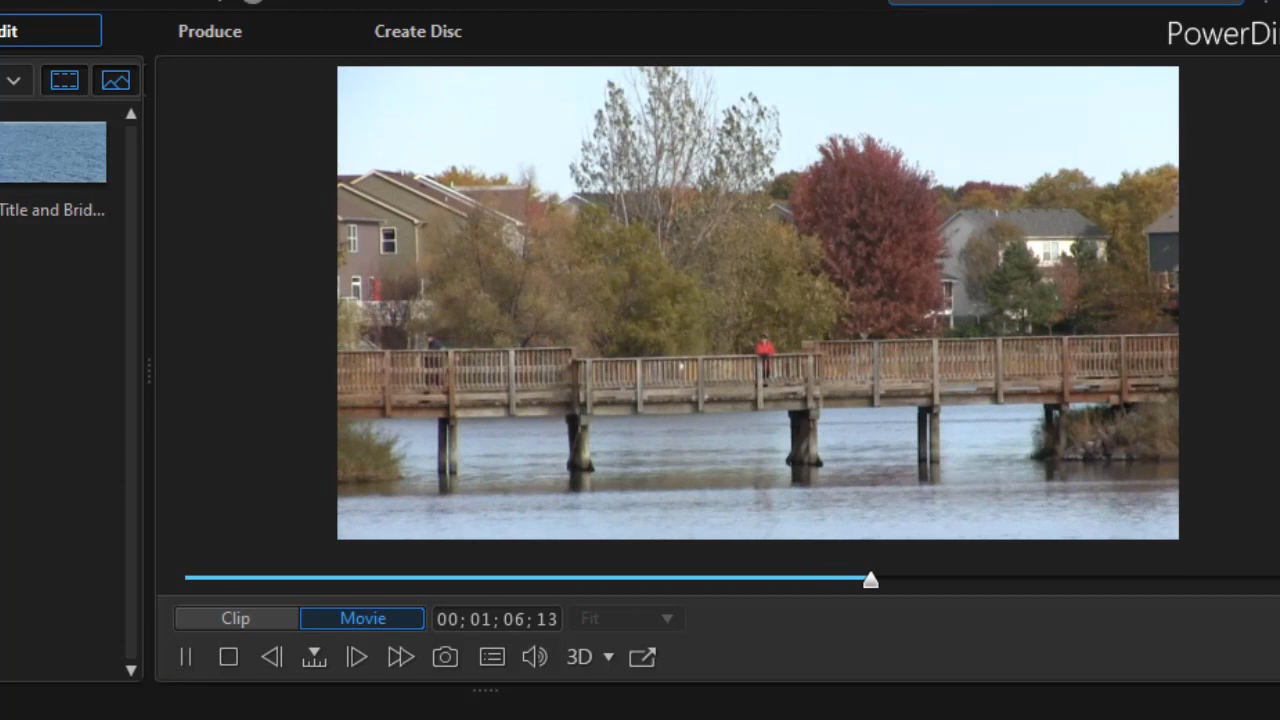 dit
Produce
Create Disc
PowerDi
Title and Brid...
Clip
Movie
00; 01; 06; 13
Fit
3D